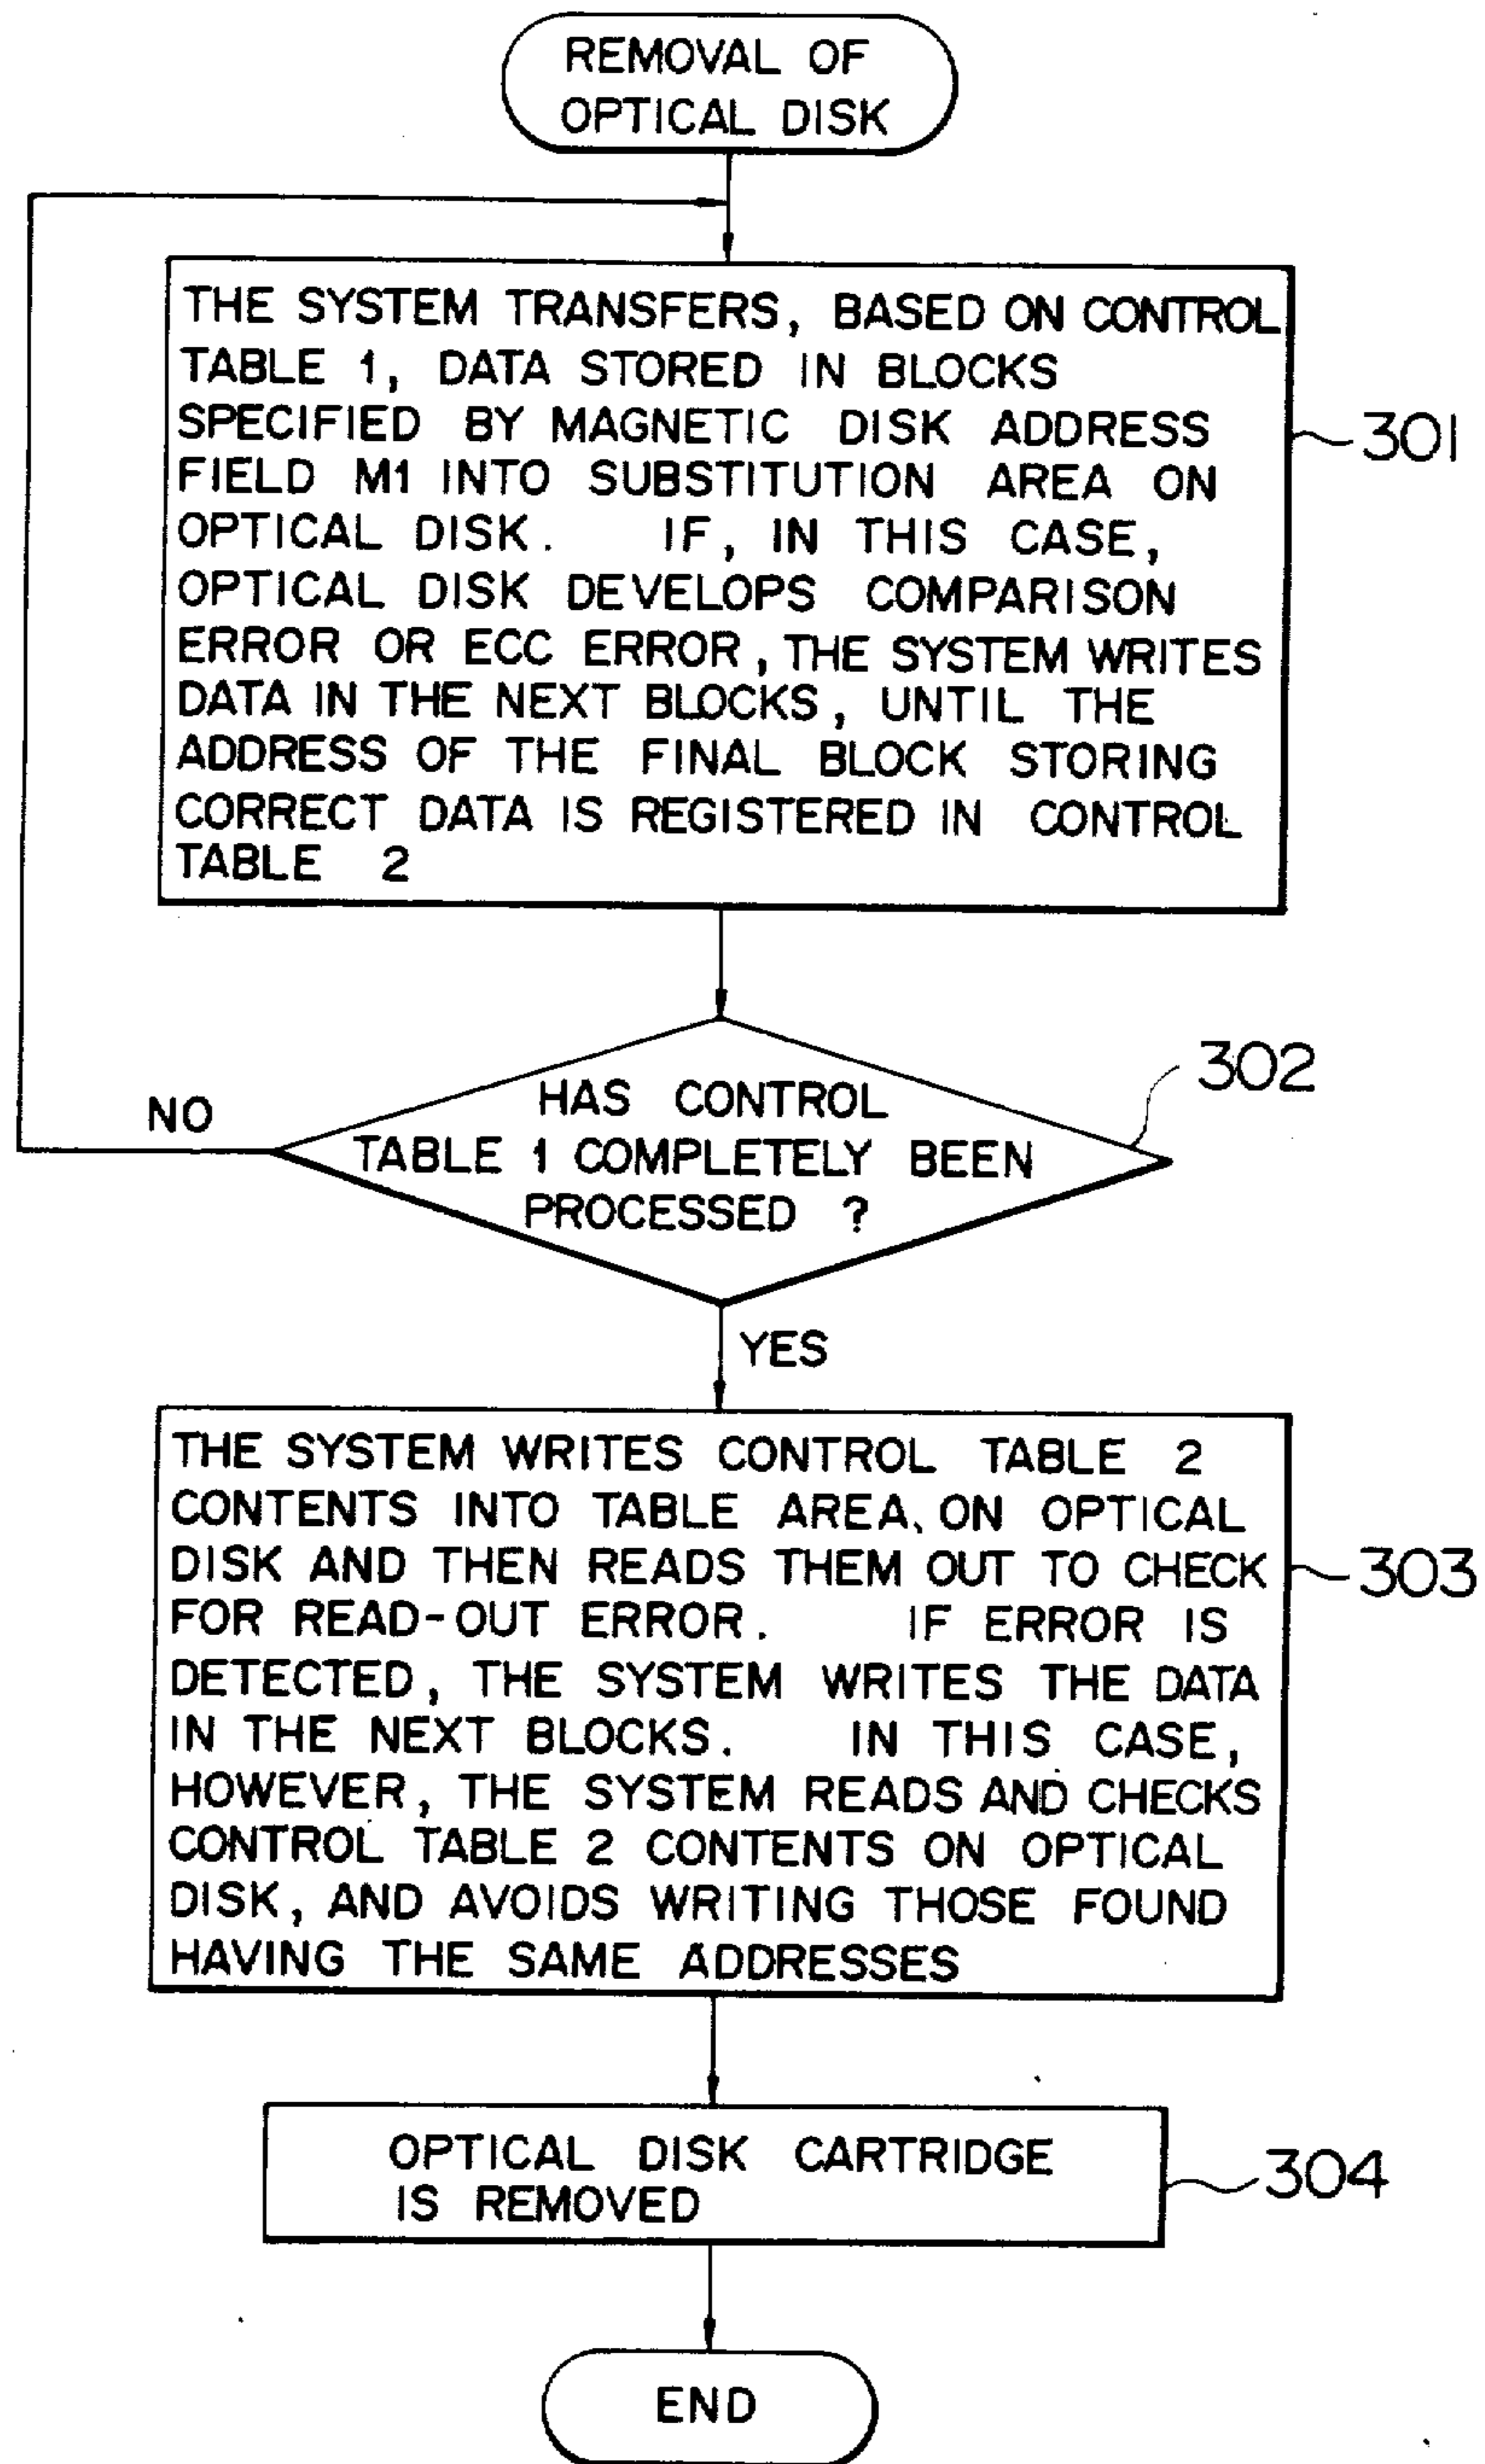 REMOVAL OF
OPTICAL DISK
THE SYSTEM TRANSFERS, BASED ON CONTROL
TABLE 1, DATA STORED IN BLOCKS
SPECIFIED BY MAGNETIC DISK ADDRESS
FIELD M1 INTO SUBSTITUTION AREA ON
OPTICAL DISK. IF, IN THIS CASE,
OPTICAL DISK DEVELOPS COMPARISON
ERROR OR ECC ERROR, THE SYSTEM WRITES
DATA IN THE NEXT BLOCKS, UNTIL THE
ADDRESS OF THE FINAL BLOCK STORING
CORRECT DATA IS REGISTERED IN CONTROL
TABLE 2
301
HAS CONTROL
TABLE 1 COMPLETELY BEEN
PROCESSED ?
302
NO
YES
THE SYSTEM WRITES CONTROL TABLE 2
CONTENTS INTO TABLE AREA, ON OPTICAL
DISK AND THEN READS THEM OUT TO CHECK
FOR READ-OUT ERROR. IF ERROR IS
DETECTED, THE SYSTEM WRITES THE DATA
IN THE NEXT BLOCKS. IN THIS CASE,
HOWEVER, THE SYSTEM READS AND CHECKS
CONTROL TABLE 2 CONTENTS ON OPTICAL
DISK, AND AVOIDS WRITING THOSE FOUND
HAVING THE SAME ADDRESSES
303
OPTICAL DISK CARTRIDGE
IS REMOVED
304
END